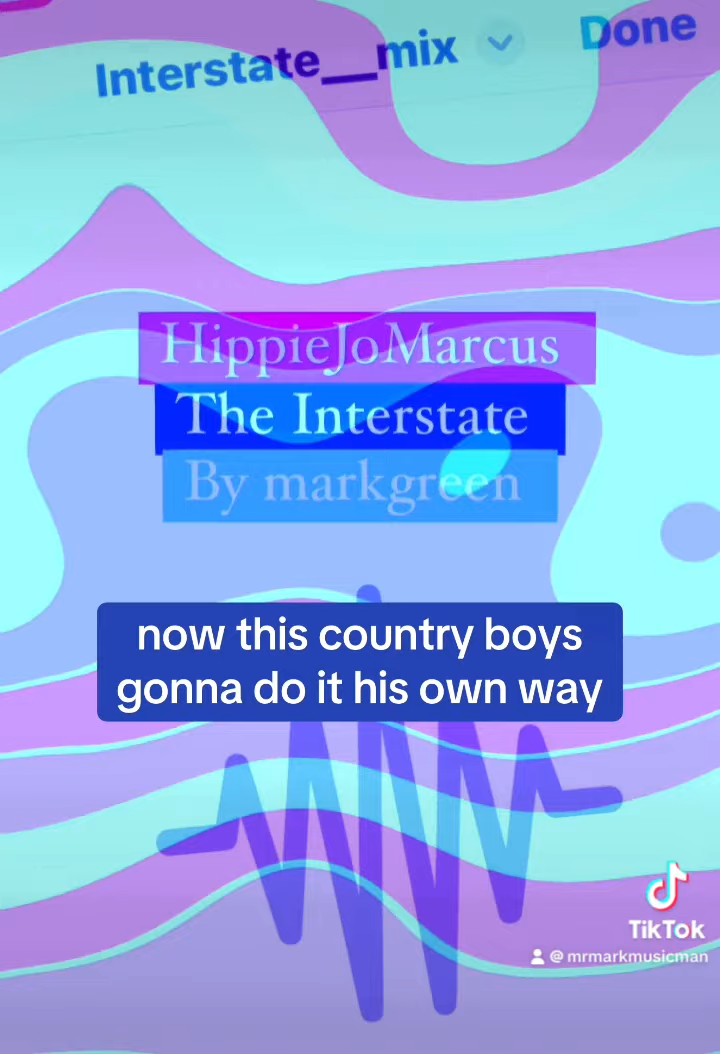 Interstate__mix Done
HippieJoMarcus
The Interstate
By markgreen
now this country boys
gonna do it his own way
TikTok
@mrmarkmusicman